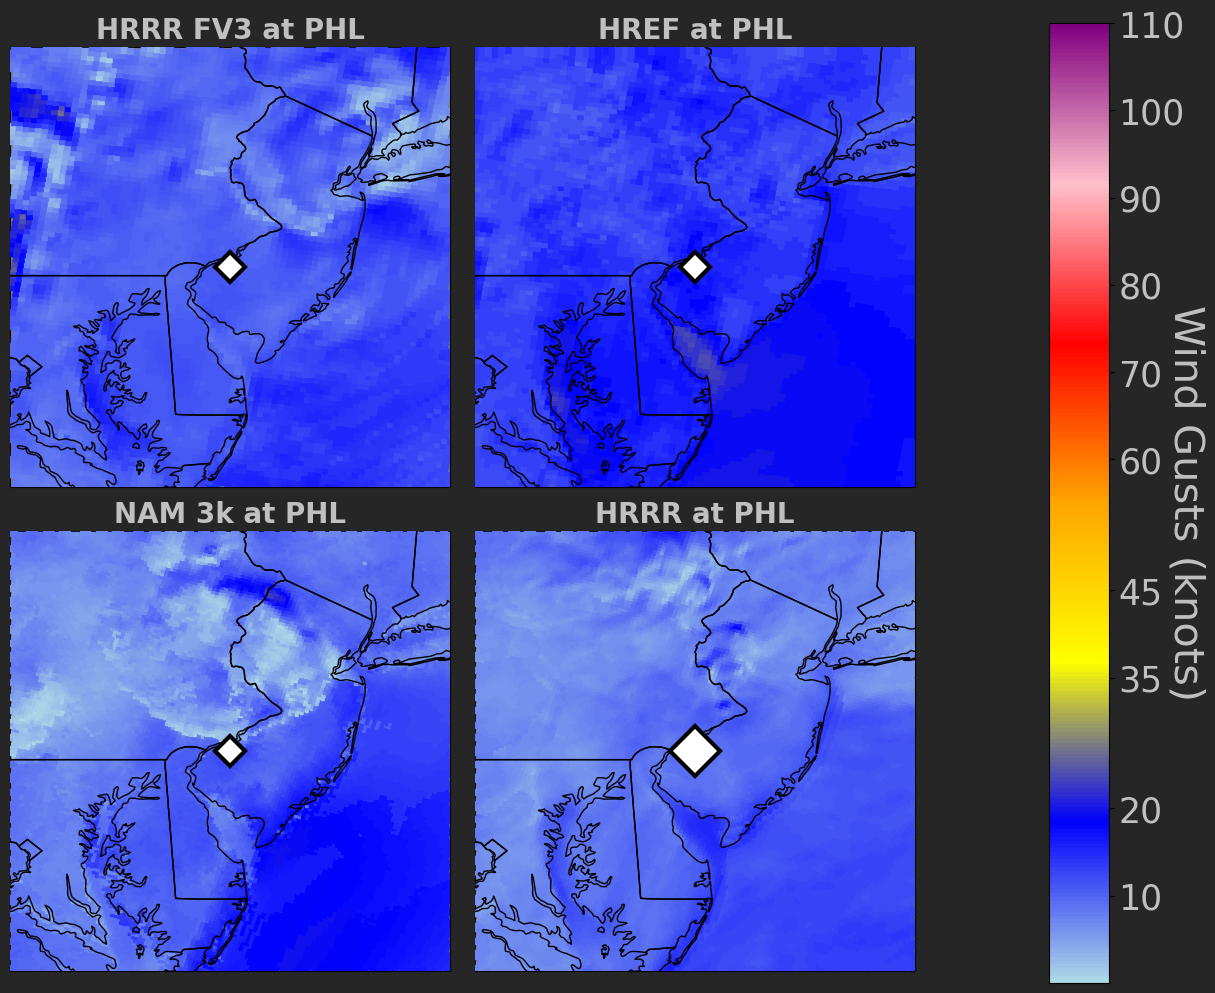 HRRR FV3 at PHL
HREF at PHL
NAM 3k at PHL
HRRR at PHL
110
100
90
80
70
60
45
35
20
10
Wind Gusts (knots)